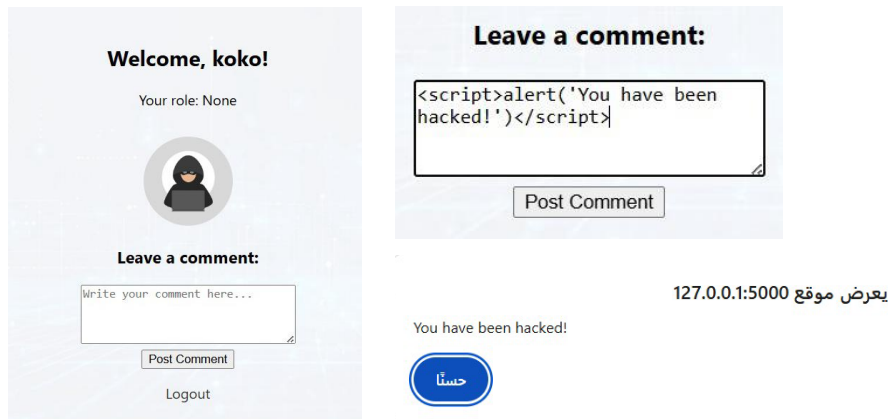 Welcome, koko!
Your role: None
Leave a comment:
Write your comment here...
Post Comment
Logout
Leave a comment:
<script>alert('You have been
hacked!')</script>
Post Comment
يعرض موقع 127.0.0.1:5000
You have been hacked!
حسنًا